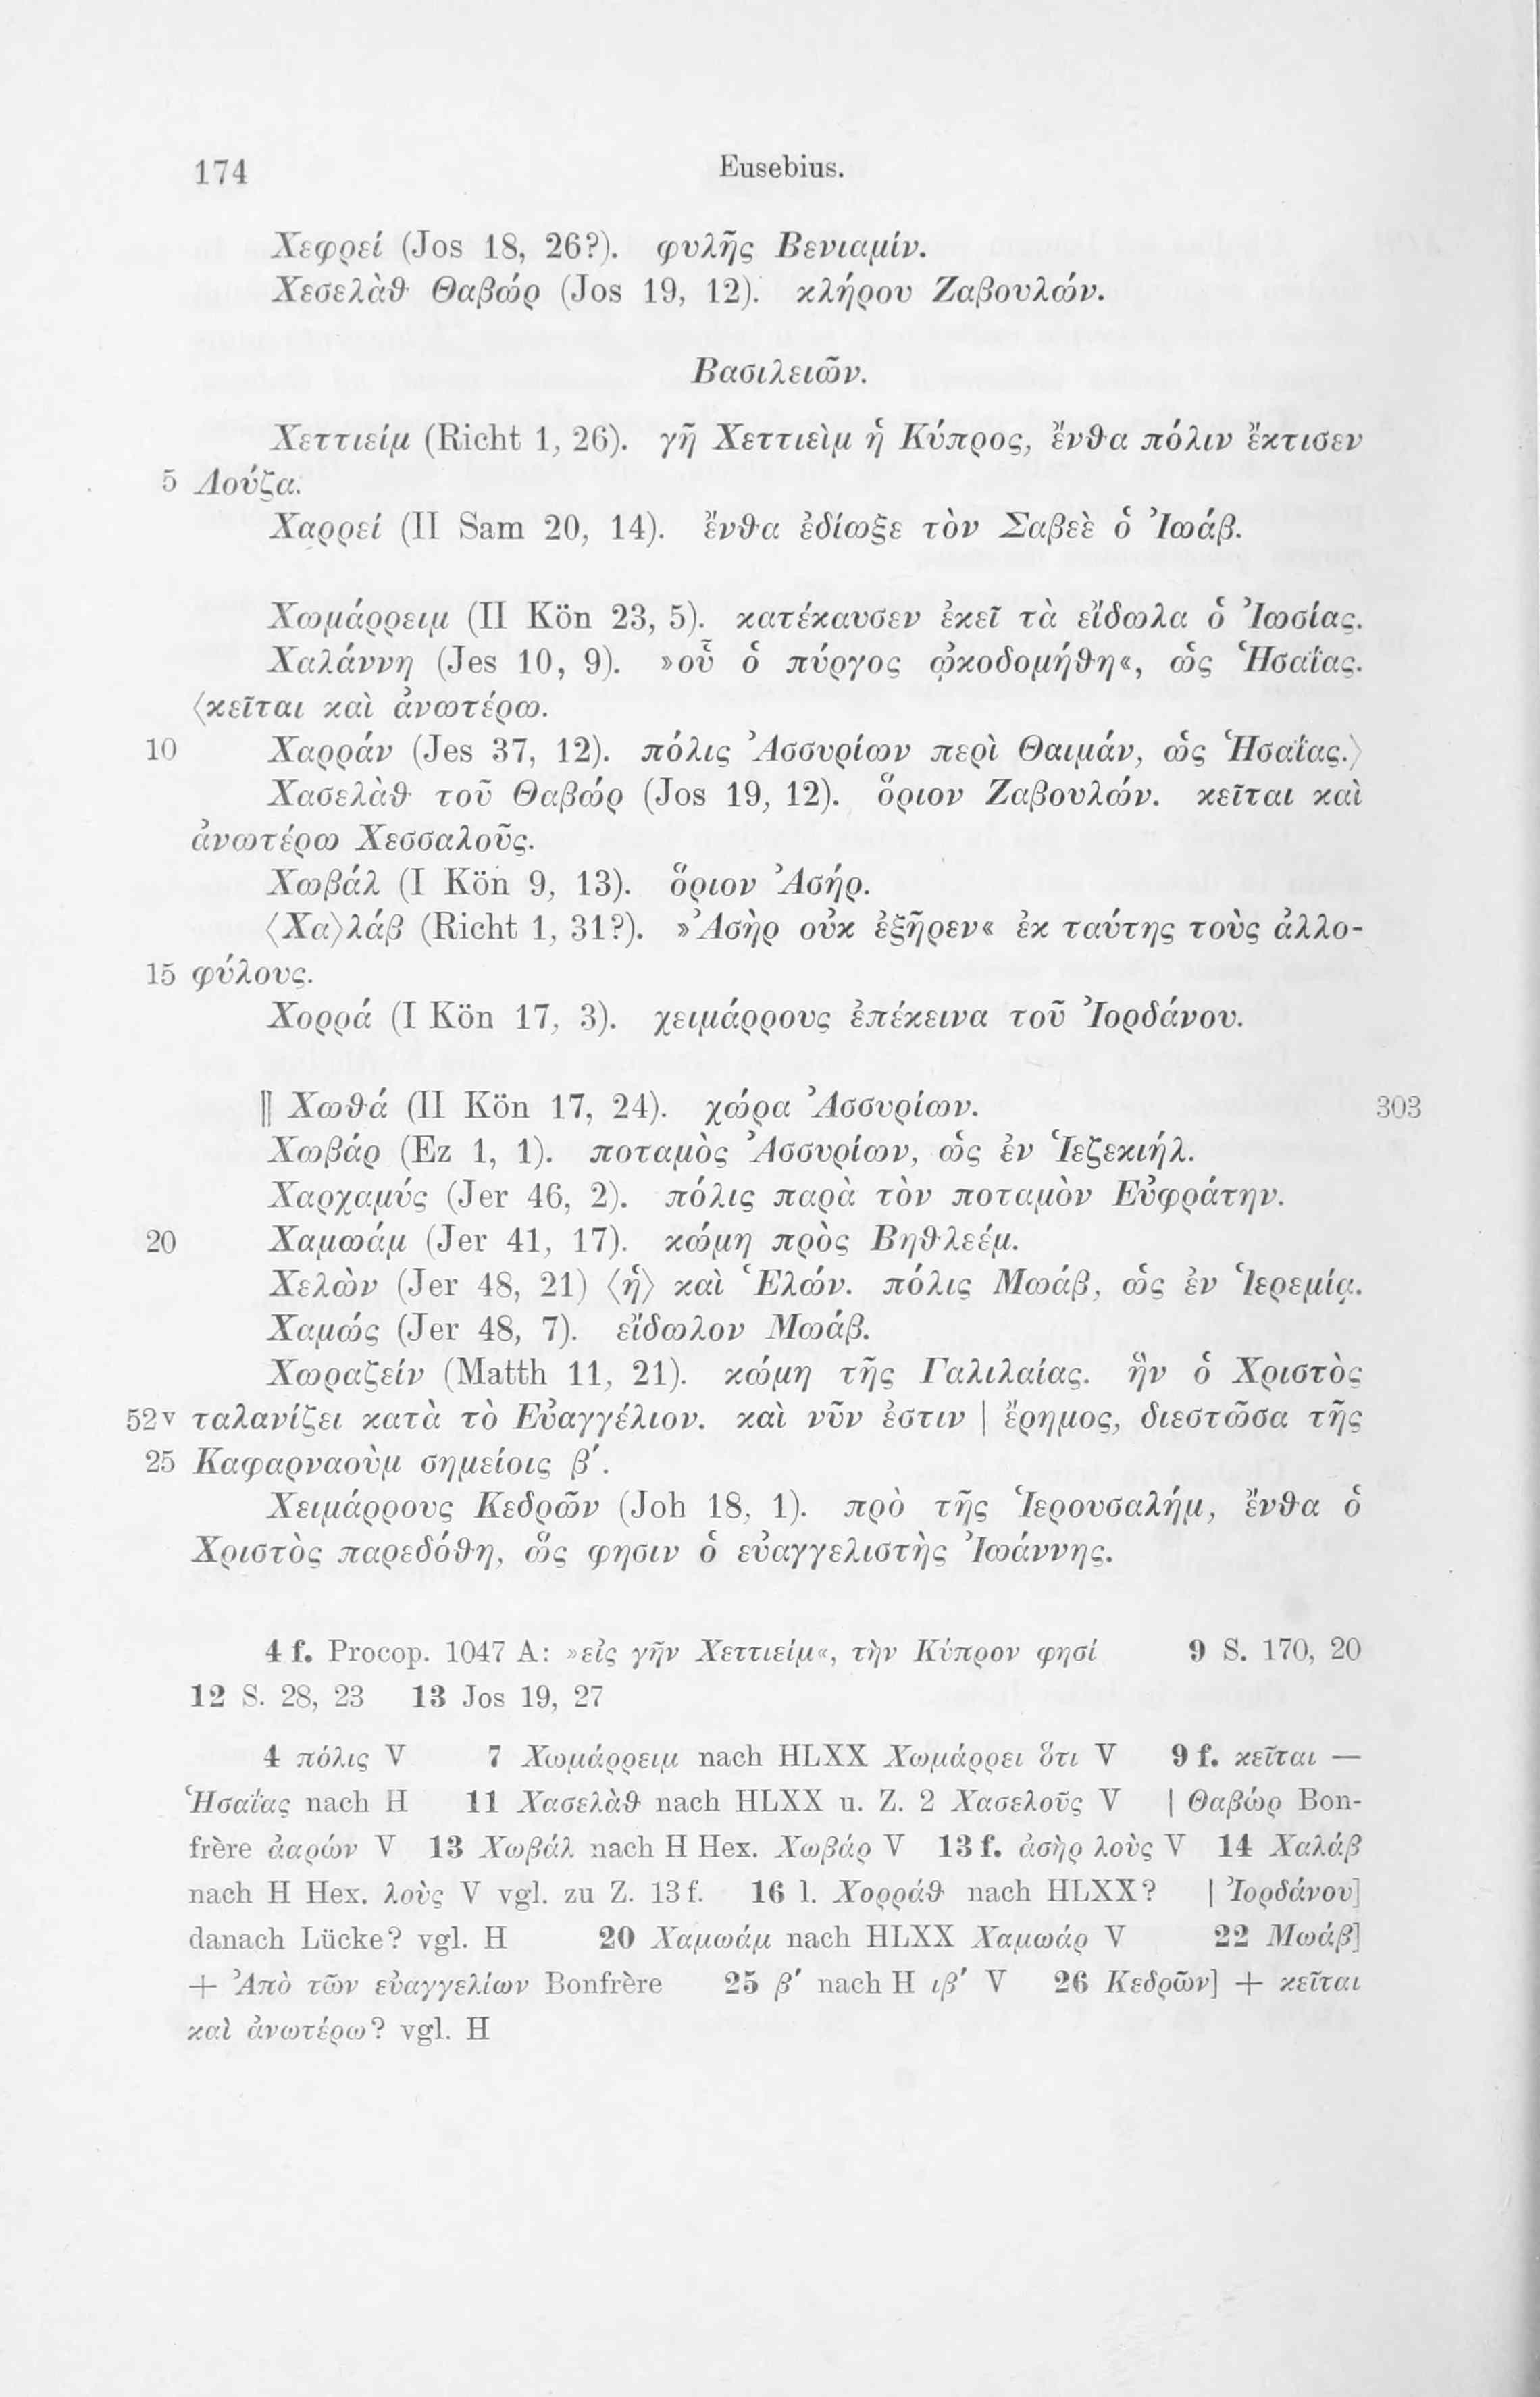 174 Eusebius.
Χεφρεί (Jos 18, 26?). φυλῆς Βενιαμίν.
Χεσελὰθ Θαβώρ (Jos 19, 12). κλήρου Ζαβουλών.
Βασιλειῶν.
Χεττιείμ (Richt 1, 26). γῆ Χεττιεὶμ ἡ Κύπρος, ἔνθα πόλιν ἔκτισεν
5 Λούζα.
Χαρρεί (II Sam 20, 14). ἔνθα ἐδίωξε τὸν Σαβεὲ ὁ Ἰωάβ.
Χωμάρρειμ (II Kön 23, 5). κατέκαυσεν ἐκεῖ τὰ εἴδωλα ὁ Ἰωσίας.
Χαλάννη (Jes 10, 9). »οὗ ὁ πύργος ᾠκοδομήθη«, ὡς Ἡσαΐας.
⟨κεῖται καὶ ἀνωτέρω.
10 Χαρράν (Jes 37, 12). πόλις Ἀσσυρίων περὶ Θαιμάν, ὡς Ἡσαΐας.⟩
Χασελὰθ τοῦ Θαβώρ (Jos 19, 12). ὅριον Ζαβουλών. κεῖται καὶ
ἀνωτέρω Χεσσαλοῦς.
Χωβάλ (I Kön 9, 13). ὅριον Ἀσήρ.
⟨Χα⟩λάβ (Richt 1, 31?). »Ἀσὴρ οὐκ ἐξῆρεν« ἐκ ταύτης τοὺς ἀλλο-
15 φύλους.
Χορρά (I Kön 17, 3). χειμάρρους ἐπέκεινα τοῦ Ἰορδάνου.
‖ Χωθά (II Kön 17, 24). χώρα Ἀσσυρίων. 303
Χωβάρ (Ez 1, 1). ποταμὸς Ἀσσυρίων, ὡς ἐν Ἰεζεκιήλ.
Χαρχαμύς (Jer 46, 2). πόλις παρὰ τὸν ποταμὸν Εὐφράτην.
20 Χαμωάμ (Jer 41, 17). κώμη πρὸς Βηθλεέμ.
Χελὼν (Jer 48, 21) ⟨ἡ⟩ καὶ Ἑλών. πόλις Μωάβ, ὡς ἐν Ἱερεμίᾳ.
Χαμώς (Jer 48, 7). εἴδωλον Μωάβ.
Χωραζείν (Matth 11, 21). κώμη τῆς Γαλιλαίας. ἣν ὁ Χριστὸς
52v ταλανίζει κατὰ τὸ Εὐαγγέλιον. καὶ νῦν ἐστιν | ἔρημος, διεστῶσα τῆς
25 Καφαρναοὺμ σημείοις β΄.
Χειμάρρους Κεδρῶν (Joh 18, 1). πρὸ τῆς Ἱερουσαλήμ, ἔνθα ὁ
Χριστὸς παρεδόθη, ὥς φησιν ὁ εὐαγγελιστὴς Ἰωάννης.
4 f. Procop. 1047 A: »εἰς γῆν Χεττιείμ«, τὴν Κύπρον φησί 9 S. 170, 20
12 S. 28, 23 13 Jos 19, 27
4 πόλις V 7 Χωμάρρειμ nach HLXX Χωμάρρει ὅτι V 9 f. κεῖται —
Ἡσαΐας nach H 11 Χασελὰθ nach HLXX u. Z. 2 Χασελοῦς V | Θαβώρ Bon-
frère ἀαρών V 13 Χωβάλ nach H Hex. Χωβάρ V 13 f. ἀσὴρ λοὺς V 14 Χαλάβ
nach H Hex. λοὺς V vgl. zu Z. 13 f. 16 l. Χορράθ nach HLXX? | Ἰορδάνου]
danach Lücke? vgl. H 20 Χαμωάμ nach HLXX Χαμωάρ V 22 Μωάβ]
+ Ἀπὸ τῶν εὐαγγελίων Bonfrère 25 β΄ nach H ιβ΄ V 26 Κεδρῶν] + κεῖται
καὶ ἀνωτέρω? vgl. H